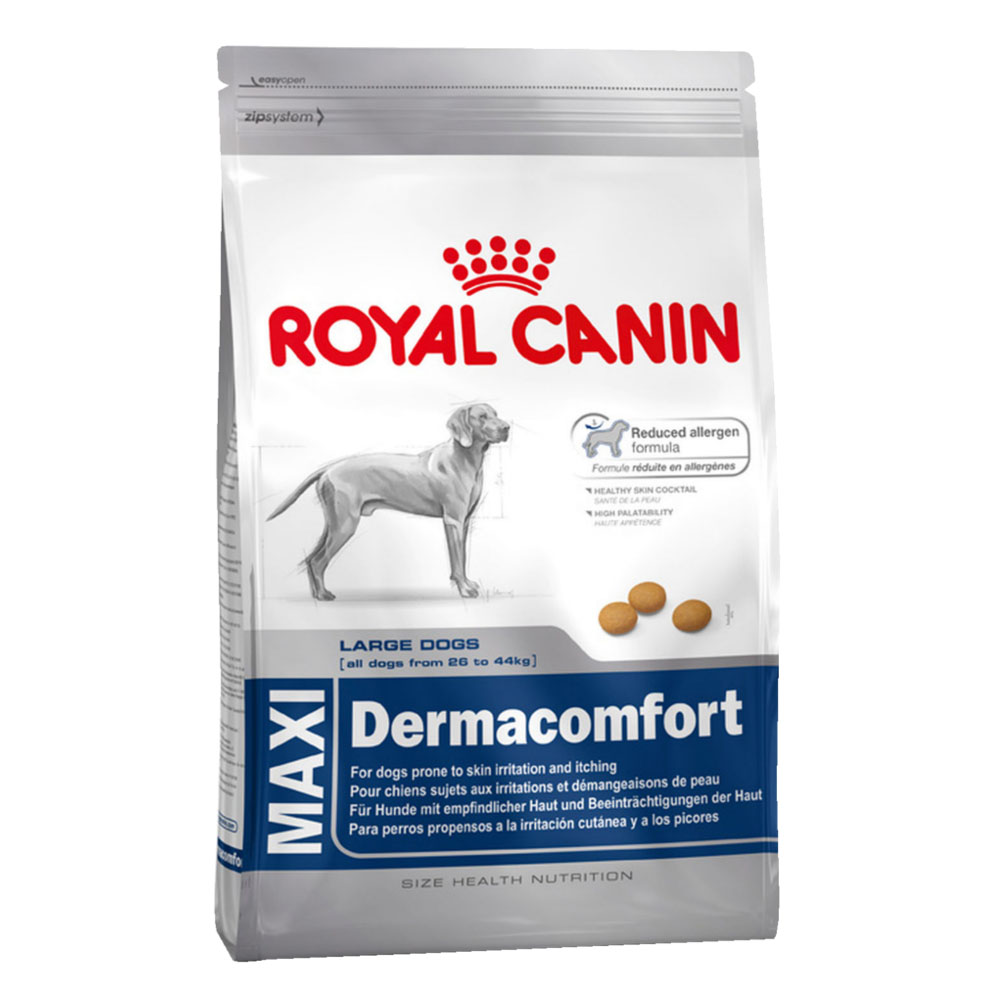 easyopen
zipsystem
ROYAL CANIN
Reduced allergen
formula
Formule réduite en allergènes
HEALTHY SKIN COCKTAIL
SANTÉ DE LA PEAU
HIGH PALATABILITY
HAUTE APPÉTENCE
LARGE DOGS
[all dogs from 26 to 44kg]
MAXI
Dermacomfort
For dogs prone to skin irritation and itching
Pour chiens sujets aux irritations et démangeaisons de peau
Für Hunde mit empfindlicher Haut und Beeinträchtigungen der Haut
Para perros propensos a la irritación cutánea y a los picores
SIZE HEALTH NUTRITION